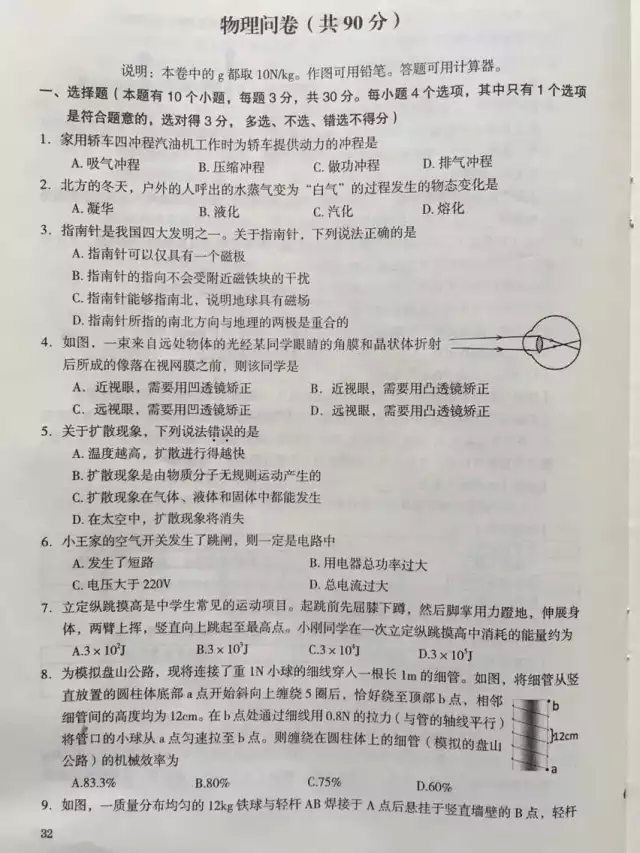 物理问卷（共90分）
说明：本卷中的g都取10N/kg。作图可用铅笔。答题可用计算器。
一、选择题（本题有10个小题，每题3分，共30分。每小题4个选项，其中只有1个选项
是符合题意的，选对得3分，多选、不选、错选不得分）
1. 家用轿车四冲程汽油机工作时为轿车提供动力的冲程是
A. 吸气冲程 B. 压缩冲程 C. 做功冲程 D. 排气冲程
2. 北方的冬天，户外的人呼出的水蒸气变为“白气”的过程发生的物态变化是
A. 凝华 B. 液化 C. 汽化 D. 熔化
3. 指南针是我国四大发明之一。关于指南针，下列说法正确的是
A. 指南针可以仅具有一个磁极
B. 指南针的指向不会受附近磁铁块的干扰
C. 指南针能够指南北，说明地球具有磁场
D. 指南针所指的南北方向与地理的两极是重合的
4. 如图，一束来自远处物体的光经某同学眼睛的角膜和晶状体折射
后所成的像落在视网膜之前，则该同学是
A. 近视眼，需要用凹透镜矫正 B. 近视眼，需要用凸透镜矫正
C. 远视眼，需要用凹透镜矫正 D. 远视眼，需要用凸透镜矫正
5. 关于扩散现象，下列说法错误的是
A. 温度越高，扩散进行得越快
B. 扩散现象是由物质分子无规则运动产生的
C. 扩散现象在气体、液体和固体中都能发生
D. 在太空中，扩散现象将消失
6. 小王家的空气开关发生了跳闸，则一定是电路中
A. 发生了短路 B. 用电器总功率过大
C. 电压大于220V D. 总电流过大
7. 立定纵跳摸高是中学生常见的运动项目。起跳前先屈膝下蹲，然后脚掌用力蹬地，伸展身
体，两臂上挥，竖直向上跳起至最高点。小刚同学在一次立定纵跳摸高中消耗的能量约为
A.3×10²J B.3×10³J C.3×10⁴J D.3×10⁵J
8. 为模拟盘山公路，现将连接了重1N小球的细线穿入一根长1m的细管。如图，将细管从竖
直放置的圆柱体底部a点开始斜向上缠绕5圈后，恰好绕至顶部b点，相邻
细管间的高度均为12cm。在b点处通过细线用0.8N的拉力（与管的轴线平行）
将管口的小球从a点匀速拉至b点。则缠绕在圆柱体上的细管（模拟的盘山
公路）的机械效率为
b
12cm
a
A.83.3% B.80% C.75% D.60%
9. 如图，一质量分布均匀的12kg铁球与轻杆AB焊接于A点后悬挂于竖直墙壁的B点，轻杆
32